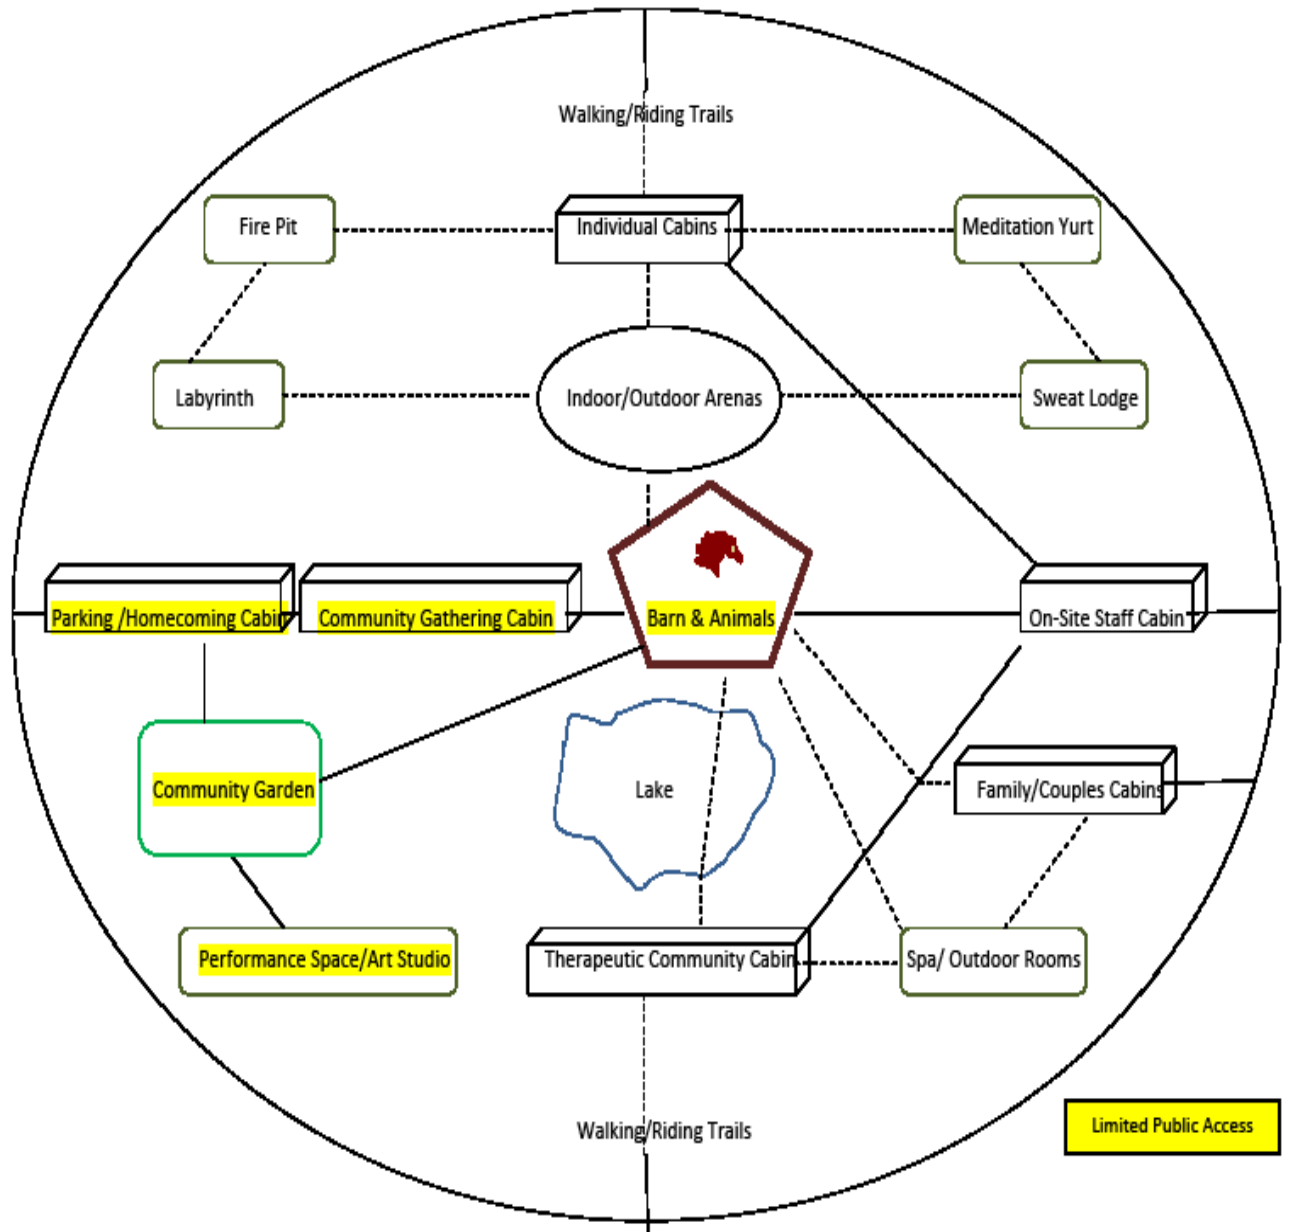 Walking/Riding Trails
Fire Pit
Individual Cabins
Meditation Yurt
Labyrinth
Indoor/Outdoor Arenas
Sweat Lodge
Parking /Homecoming Cabin
Community Gathering Cabin
Barn & Animals
On-Site Staff Cabin
Community Garden
Lake
Family/Couples Cabins
Performance Space/Art Studio
Therapeutic Community Cabin
Spa/ Outdoor Rooms
Walking/Riding Trails
Limited Public Access